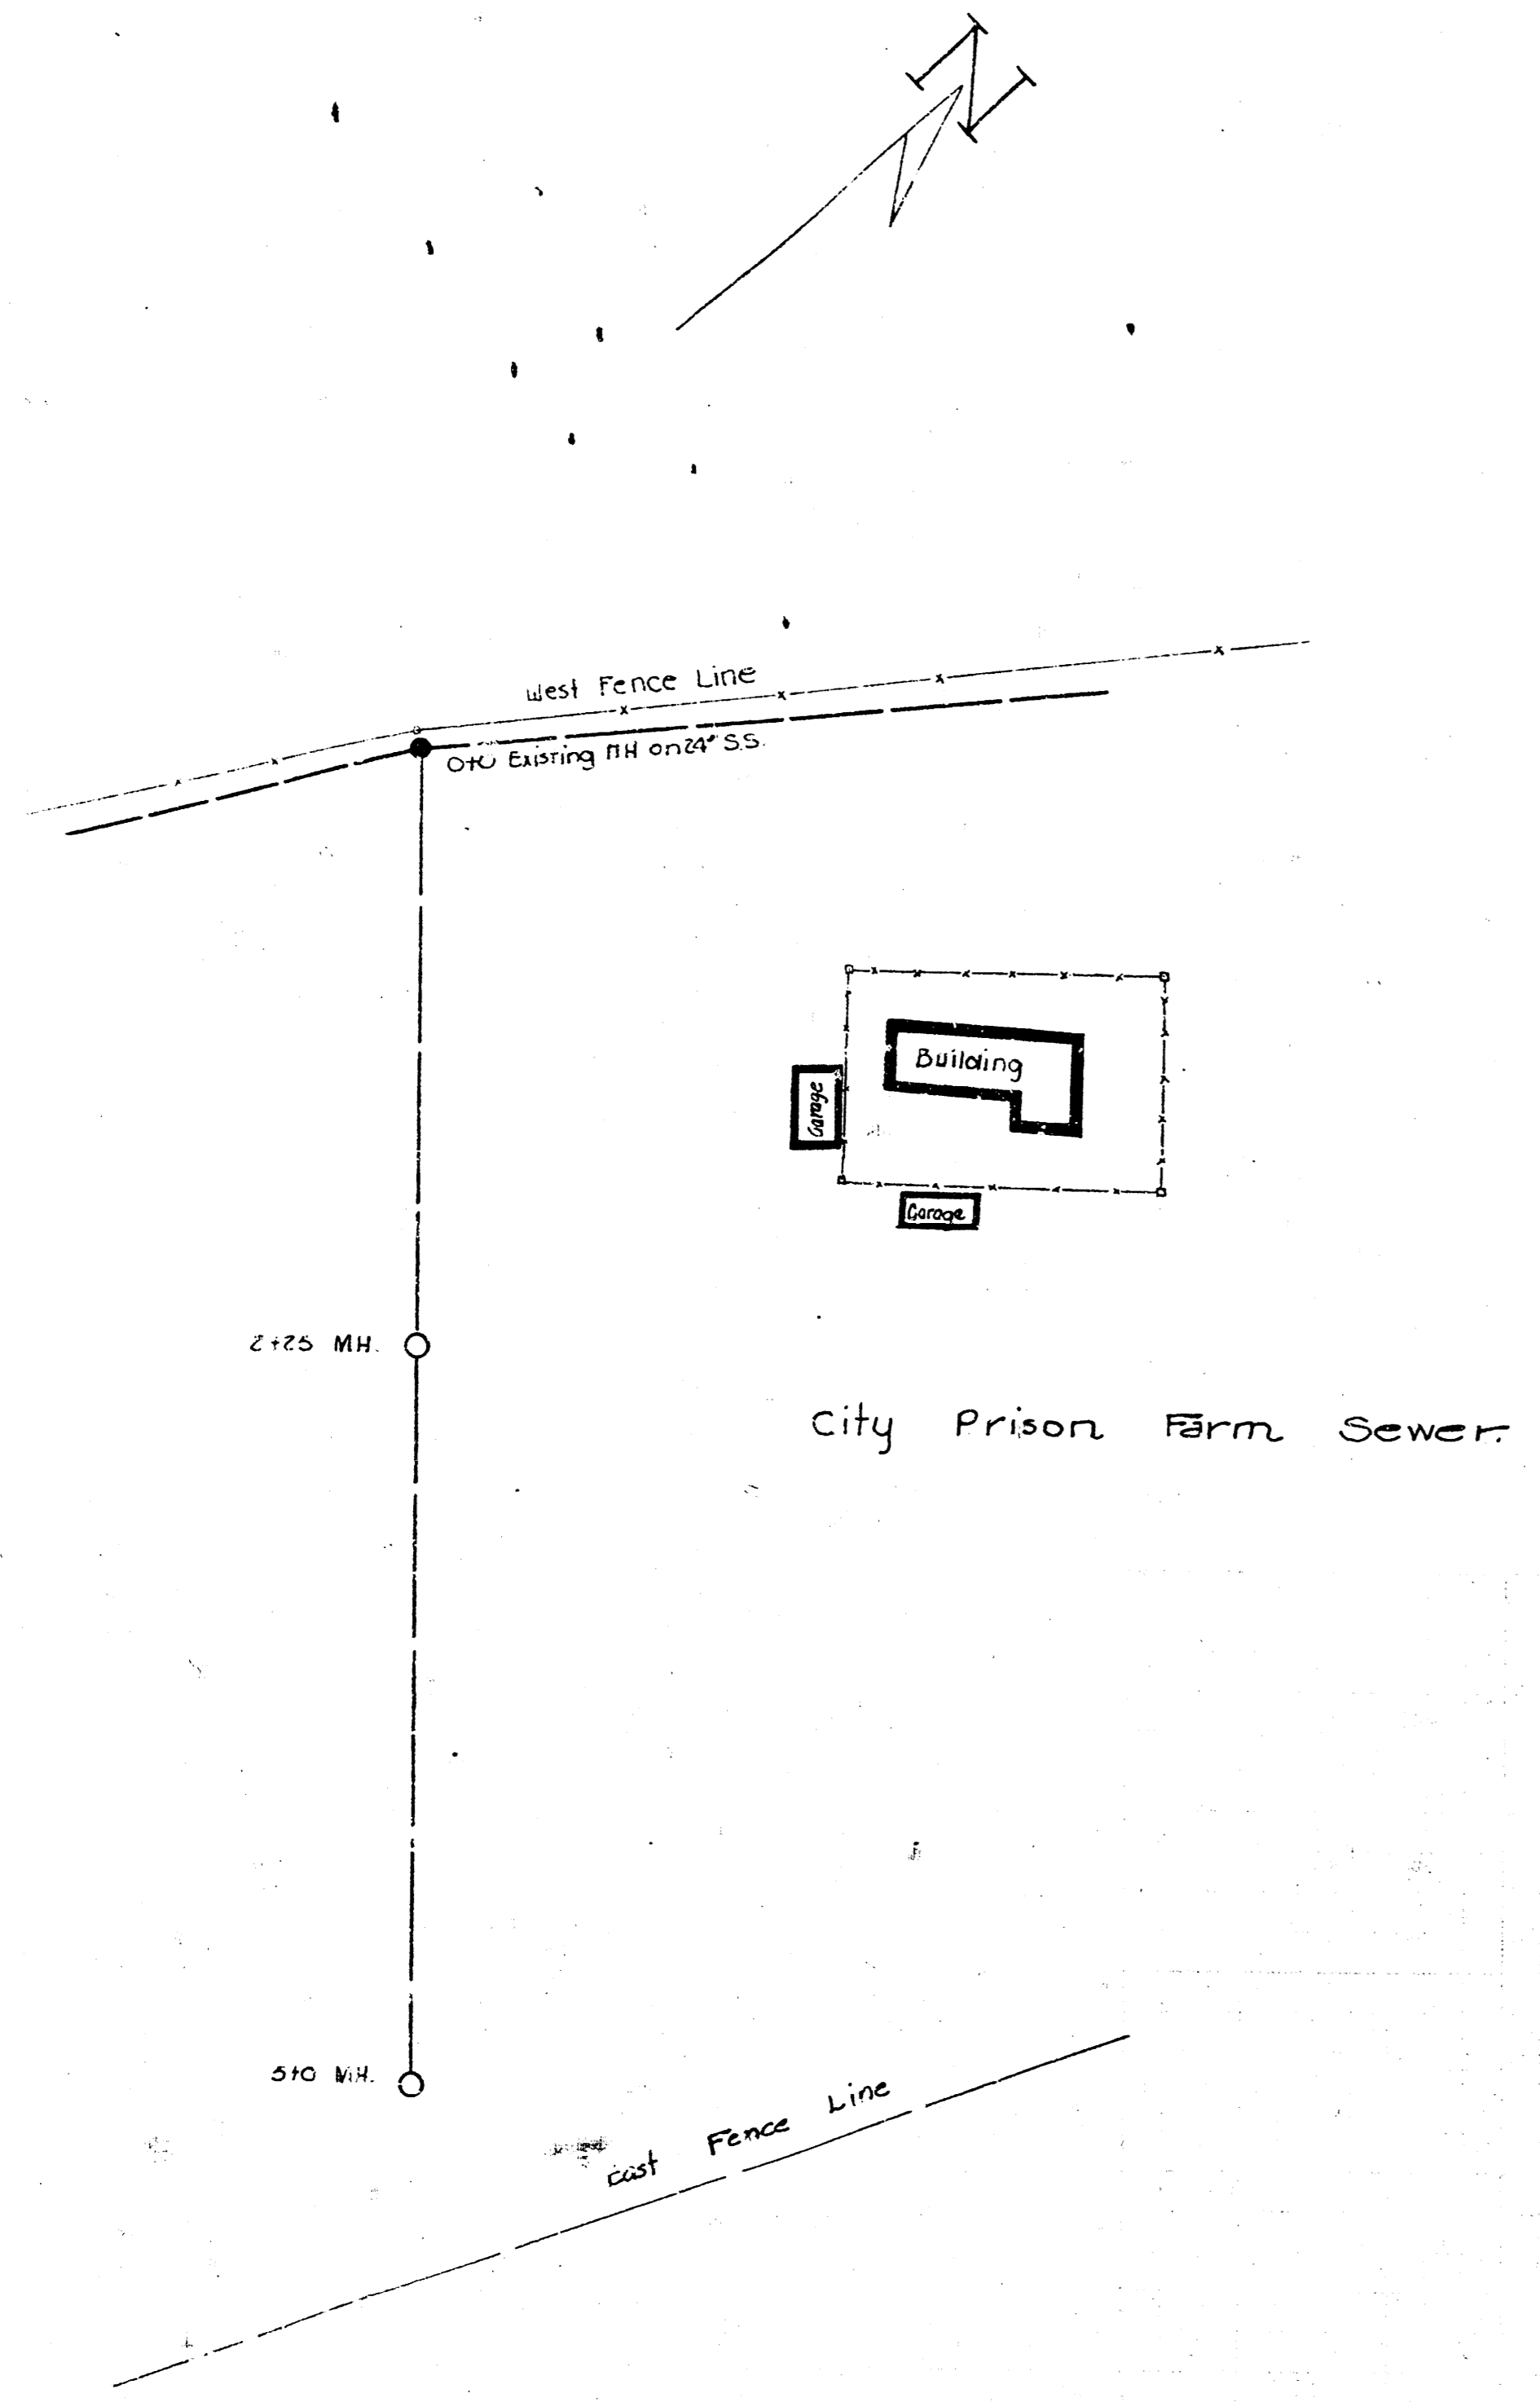 N
West Fence Line
0+0 Existing MH on 24" S.S.
Building
Garage
Garage
2+25 MH.
City Prison Farm Sewer.
5+0 MH.
East Fence Line